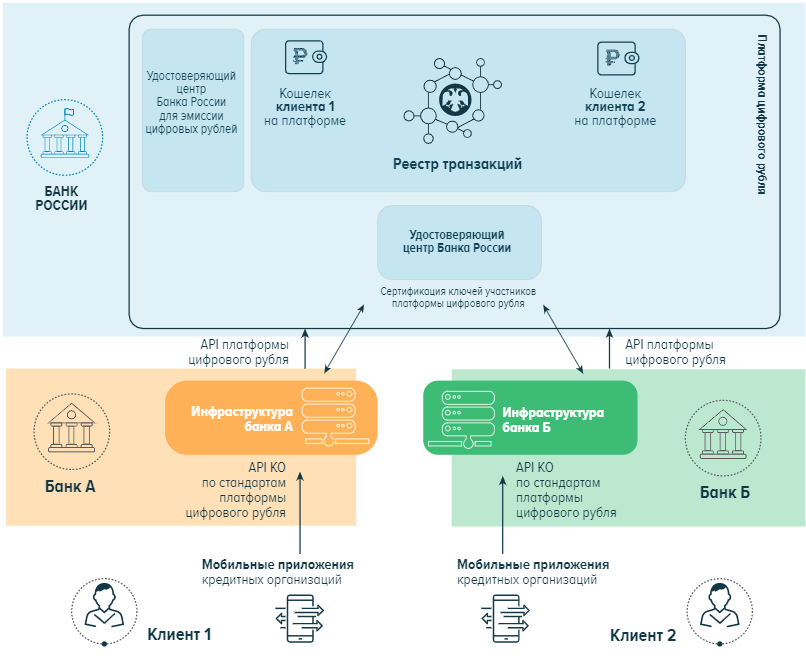 Удостоверяющий
центр
Банка России
для эмиссии
цифровых рублей
Кошелек
клиента 1
на платформе
Реестр транзакций
Кошелек
клиента 2
на платформе
Платформа цифрового рубля
БАНК
РОССИИ
Удостоверяющий
центр Банка России
Сертификация ключей участников
платформы цифрового рубля
API платформы
цифрового рубля
API платформы
цифрового рубля
Инфраструктура
банка А
Инфраструктура
банка Б
Банк А
Банк Б
API КО
по стандартам
платформы
цифрового рубля
API КО
по стандартам
платформы
цифрового рубля
Мобильные приложения
кредитных организаций
Мобильные приложения
кредитных организаций
Клиент 1
Клиент 2